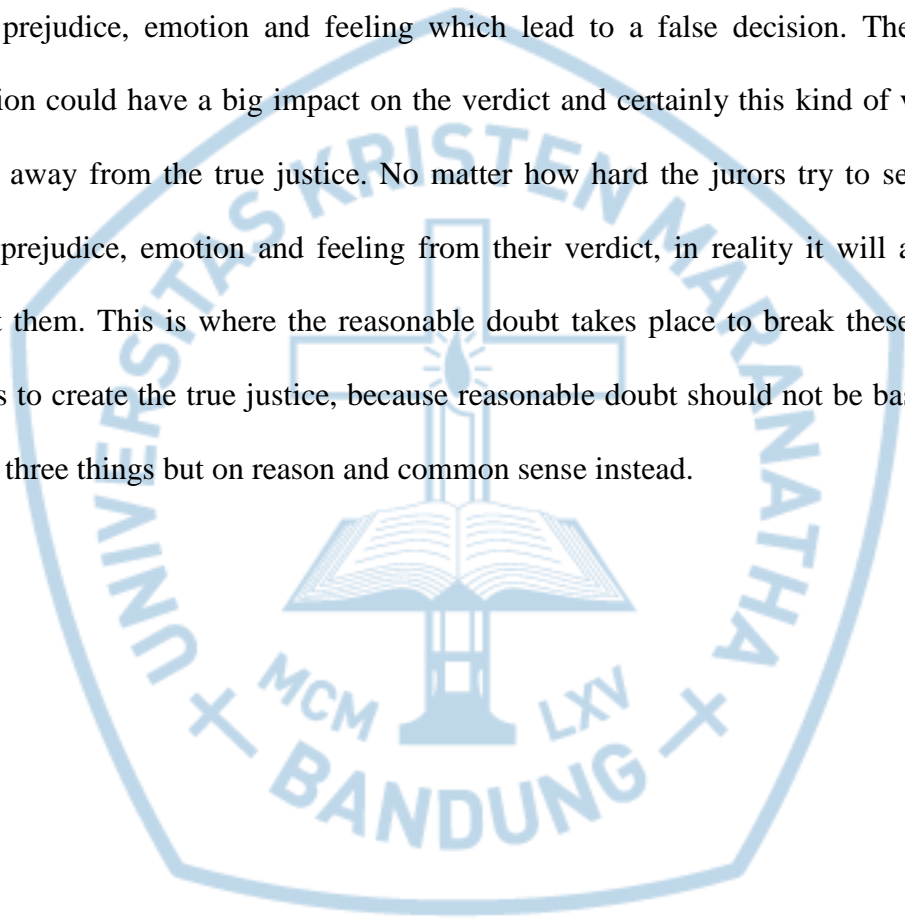 prejudice, emotion and feeling which lead to a false decision. The
ion could have a big impact on the verdict and certainly this kind of v
away from the true justice. No matter how hard the jurors try to se
prejudice, emotion and feeling from their verdict, in reality it will a
t them. This is where the reasonable doubt takes place to break these
s to create the true justice, because reasonable doubt should not be bas
three things but on reason and common sense instead.
UNIVERSITAS KRISTEN MARANATHA
MCM LXV
BANDUNG